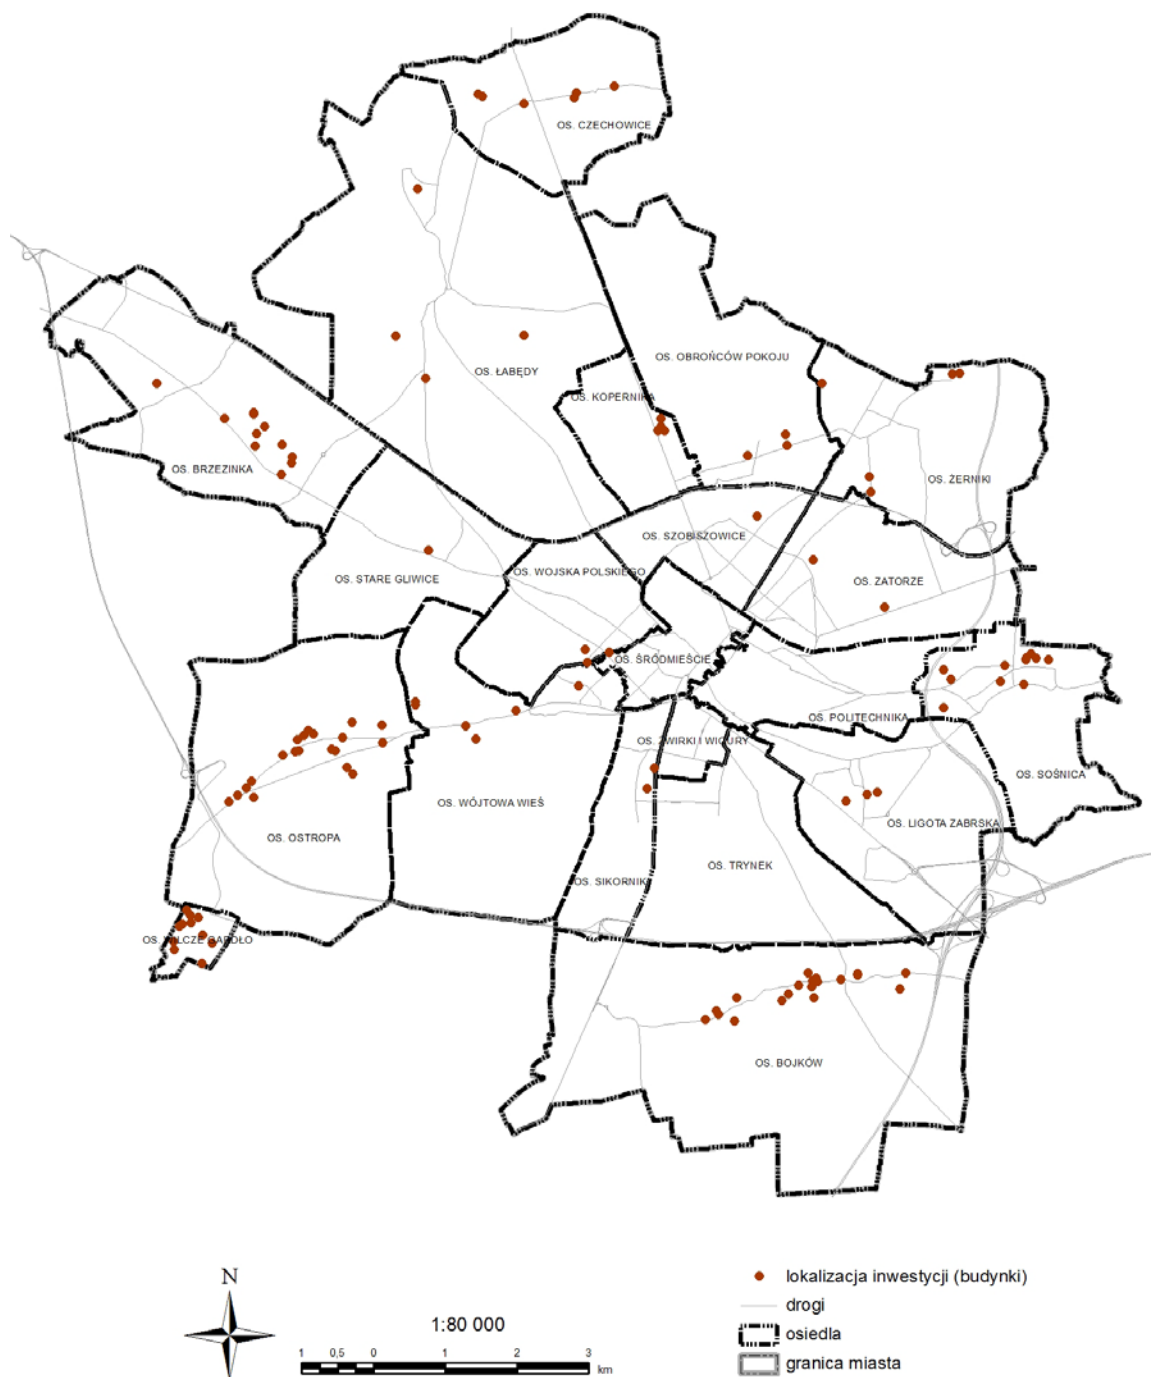 OS. CZECHOWICE
OS. OBROŃCÓW POKOJU
OS. ŁABĘDY
OS. KOPERNIKA
OS. BRZEZINKA
OS. ŻERNIKI
OS. SZOBISZOWICE
OS. STARE GLIWICE
OS. WOJSKA POLSKIEGO
OS. ZATORZE
OS. ŚRÓDMIEŚCIE
OS. POLITECHNIKA
OS. ŻWIRKI I WIGURY
OS. SOŚNICA
OS. WÓJTOWA WIEŚ
OS. LIGOTA ZABRSKA
OS. OSTROPA
OS. TRYNEK
OS. SIKORNIK
OS. WILCZE GARDŁO
OS. BOJKÓW
N
1:80 000
1 0,5 0 1 2 3
km
lokalizacja inwestycji (budynki)
drogi
osiedla
granica miasta